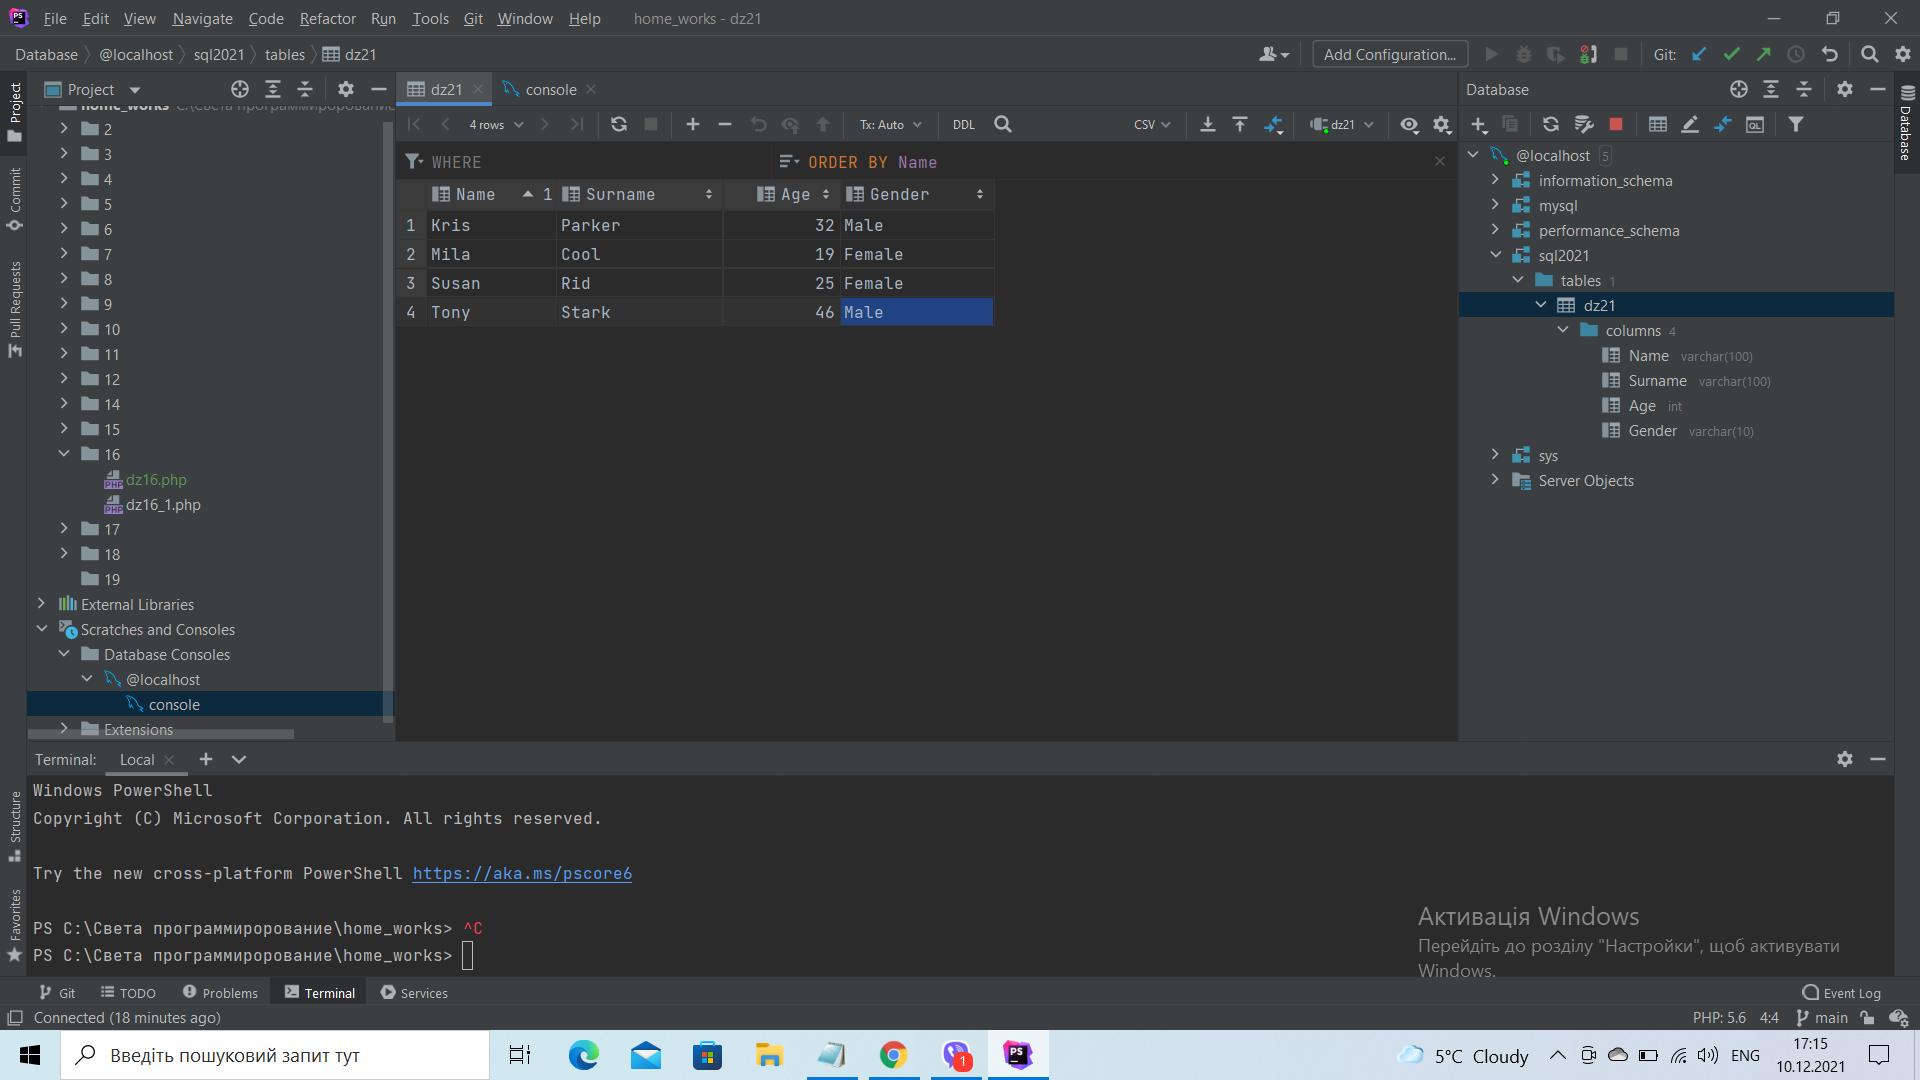 File Edit View Navigate Code Refactor Run Tools Git Window Help home_works - dz21
Database @localhost sql2021 tables dz21 Add Configuration... Git:
Project
home_works
2
3
4
5
6
7
8
9
10
11
12
14
15
16
dz16.php
dz16_1.php
17
18
19
External Libraries
Scratches and Consoles
Database Consoles
@localhost
console
Extensions
Project
Commit
Pull Requests
Structure
Favorites
dz21 console
4 rows Tx: Auto DDL CSV dz21
WHERE ORDER BY Name
Name 1 Surname Age Gender
1 Kris Parker 32 Male
2 Mila Cool 19 Female
3 Susan Rid 25 Female
4 Tony Stark 46 Male
Database
@localhost 5
information_schema
mysql
performance_schema
sql2021
tables 1
dz21
columns 4
Name varchar(100)
Surname varchar(100)
Age int
Gender varchar(10)
sys
Server Objects
Database
Terminal: Local
Windows PowerShell
Copyright (C) Microsoft Corporation. All rights reserved.
Try the new cross-platform PowerShell https://aka.ms/pscore6
PS C:\Света программирорование\home_works> ^C
PS C:\Света программирорование\home_works>
Активація Windows
Перейдіть до розділу "Настройки", щоб активувати
Windows.
Git TODO Problems Terminal Services Event Log
Connected (18 minutes ago) PHP: 5.6 4:4 main
Введіть пошуковий запит тут 1 5°C Cloudy ENG 17:15
10.12.2021